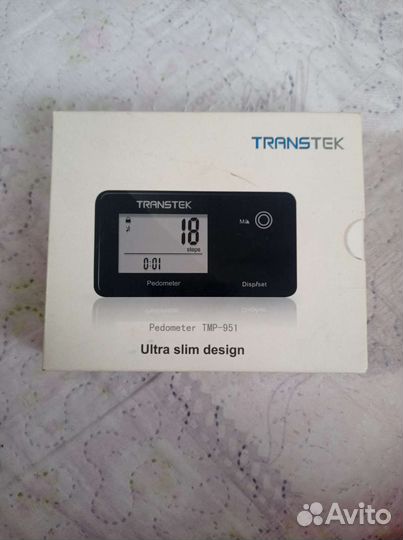 TRANSTEK
TRANSTEK
18
steps
0:01
Pedometer
Disp/set
Pedometer TMP-951
Ultra slim design
Avito